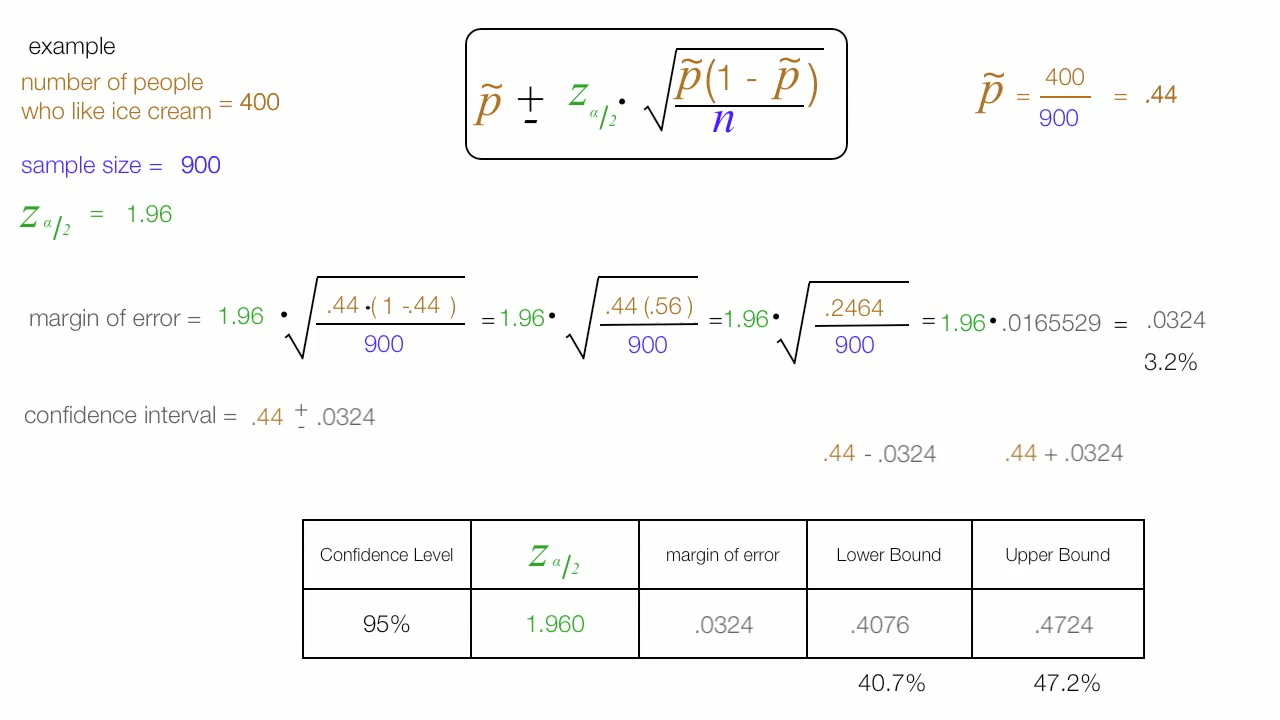 example
number of people
who like ice cream = 400
sample size = 900
z α/2 = 1.96
p̃ ± z α/2 · √ p̃(1 - p̃) / n
p̃ = 400 / 900 = .44
margin of error = 1.96 · √ .44 ·( 1 -.44 ) / 900 = 1.96 · √ .44 (.56 ) / 900 = 1.96 · √ .2464 / 900 = 1.96 · .0165529 = .0324
3.2%
confidence interval = .44 ± .0324
.44 - .0324 .44 + .0324
Confidence Level z α/2 margin of error Lower Bound Upper Bound
95% 1.960 .0324 .4076 .4724
40.7% 47.2%